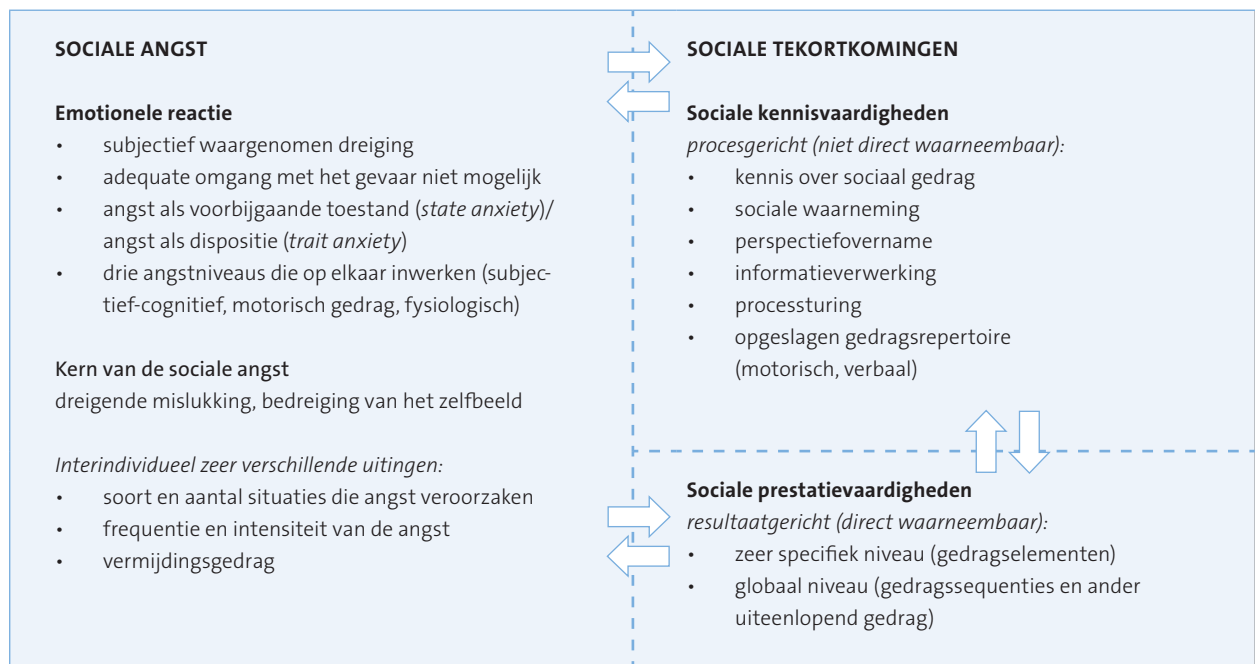 SOCIALE ANGST
Emotionele reactie
• subjectief waargenomen dreiging
• adequate omgang met het gevaar niet mogelijk
• angst als voorbijgaande toestand (state anxiety)/
angst als dispositie (trait anxiety)
• drie angstniveaus die op elkaar inwerken (subjec-
tief-cognitief, motorisch gedrag, fysiologisch)
Kern van de sociale angst
dreigende mislukking, bedreiging van het zelfbeeld
Interindividueel zeer verschillende uitingen:
• soort en aantal situaties die angst veroorzaken
• frequentie en intensiteit van de angst
• vermijdingsgedrag
SOCIALE TEKORTKOMINGEN
Sociale kennisvaardigheden
procesgericht (niet direct waarneembaar):
• kennis over sociaal gedrag
• sociale waarneming
• perspectiefovername
• informatieverwerking
• processturing
• opgeslagen gedragsrepertoire
(motorisch, verbaal)
Sociale prestatievaardigheden
resultaatgericht (direct waarneembaar):
• zeer specifiek niveau (gedragselementen)
• globaal niveau (gedragssequenties en ander
uiteenlopend gedrag)